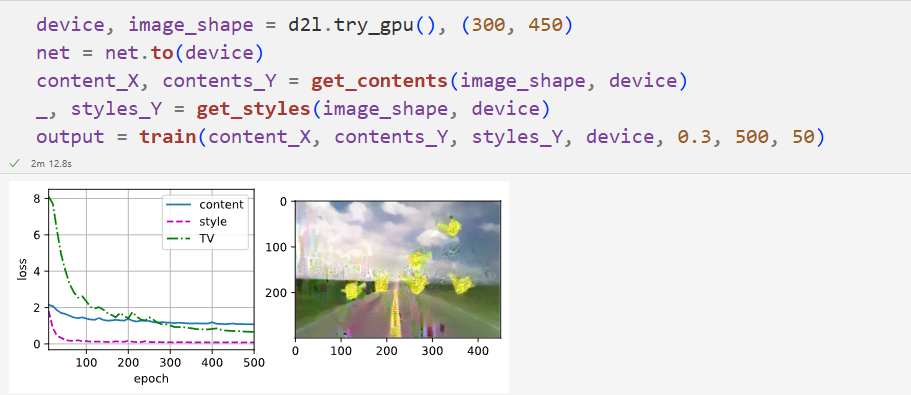 device, image_shape = d2l.try_gpu(), (300, 450)
net = net.to(device)
content_X, contents_Y = get_contents(image_shape, device)
_, styles_Y = get_styles(image_shape, device)
output = train(content_X, contents_Y, styles_Y, device, 0.3, 500, 50)
2m 12.8s
8
6
4
2
0
loss
content
style
TV
100 200 300 400 500
epoch
0
100
200
0 100 200 300 400